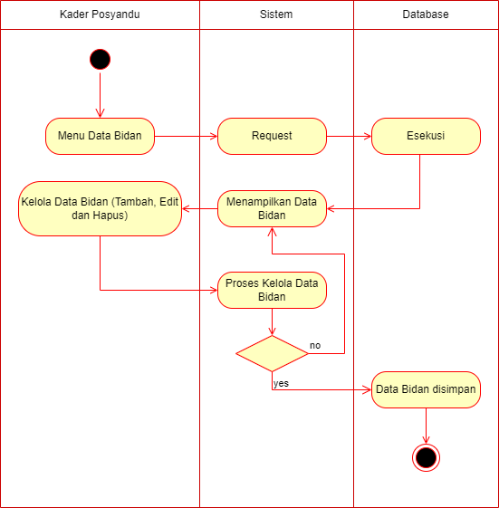 Kader Posyandu
Sistem
Database
Menu Data Bidan
Request
Esekusi
Kelola Data Bidan (Tambah, Edit
dan Hapus)
Menampilkan Data
Bidan
Proses Kelola Data
Bidan
no
yes
Data Bidan disimpan